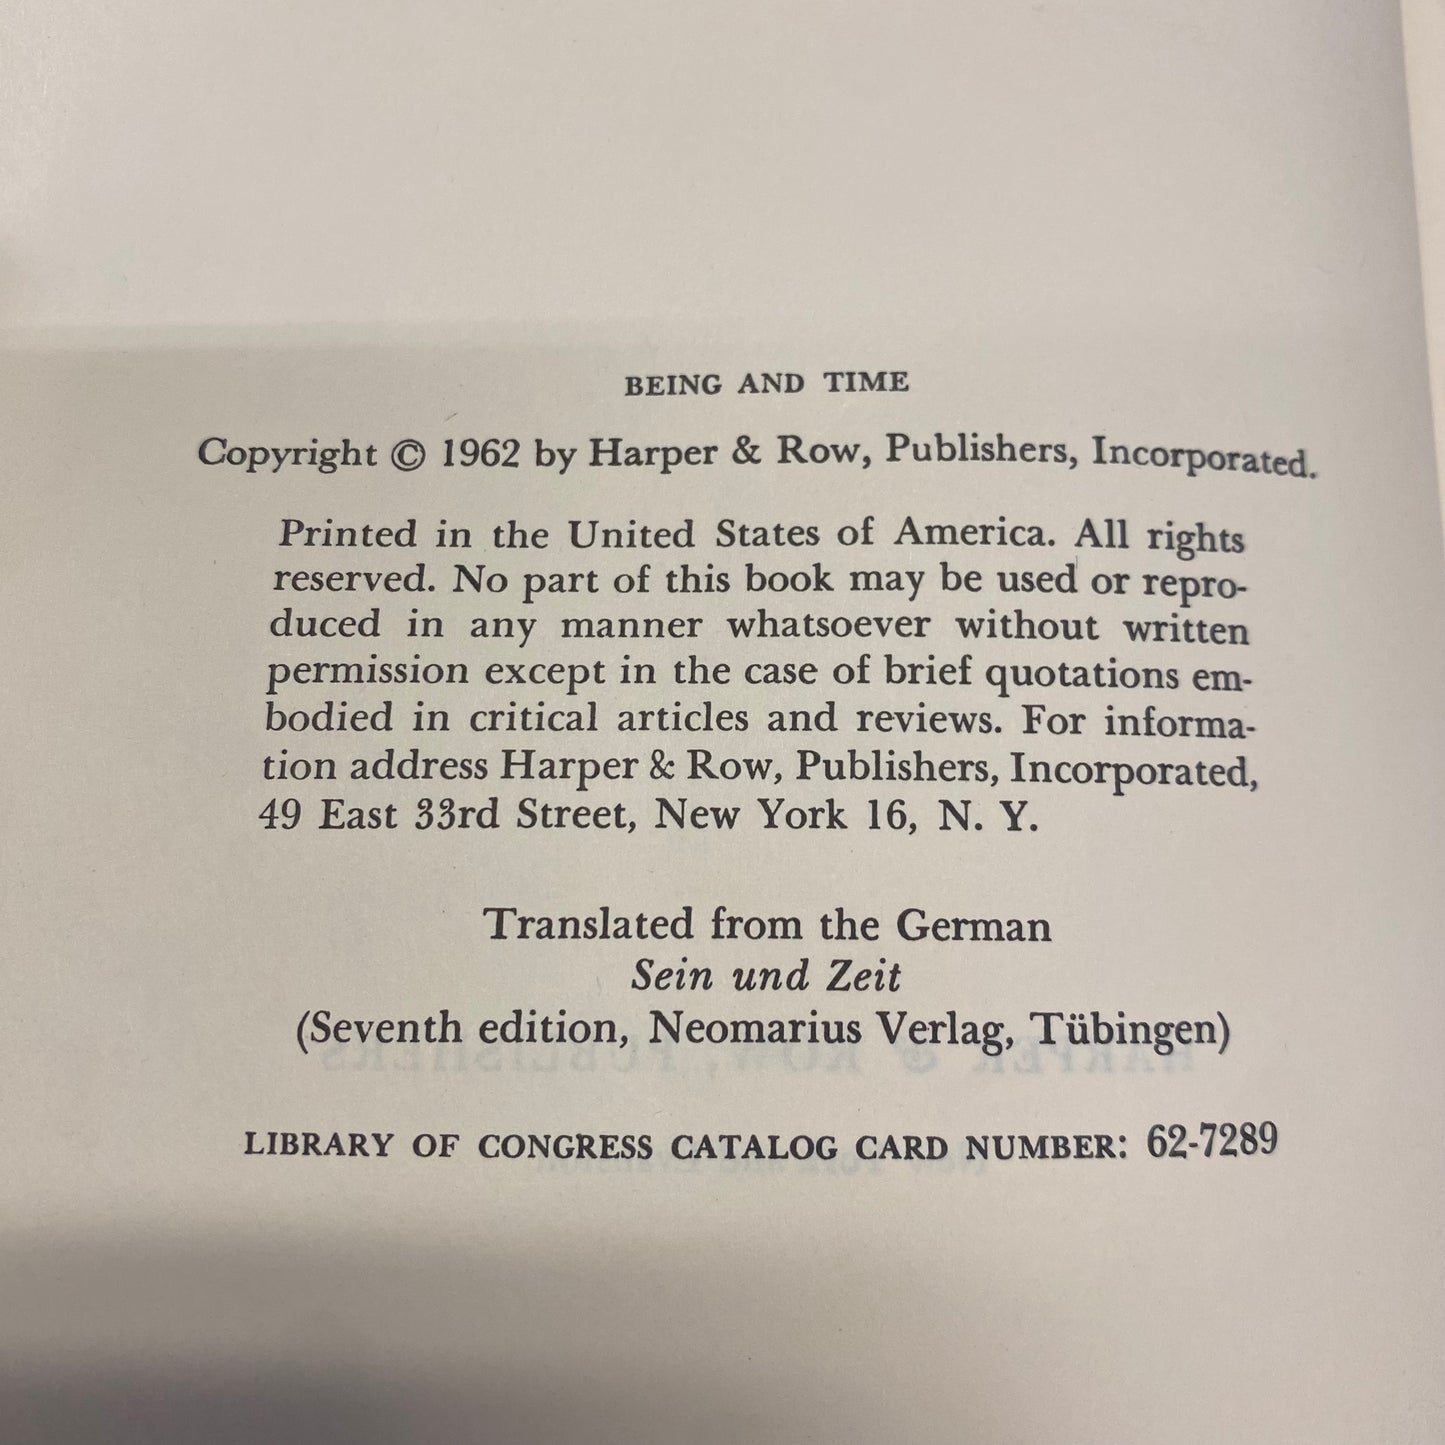 BEING AND TIME
Copyright © 1962 by Harper & Row, Publishers, Incorporated.
Printed in the United States of America. All rights
reserved. No part of this book may be used or repro-
duced in any manner whatsoever without written
permission except in the case of brief quotations em-
bodied in critical articles and reviews. For informa-
tion address Harper & Row, Publishers, Incorporated,
49 East 33rd Street, New York 16, N. Y.
Translated from the German
Sein und Zeit
(Seventh edition, Neomarius Verlag, Tübingen)
LIBRARY OF CONGRESS CATALOG CARD NUMBER: 62-7289